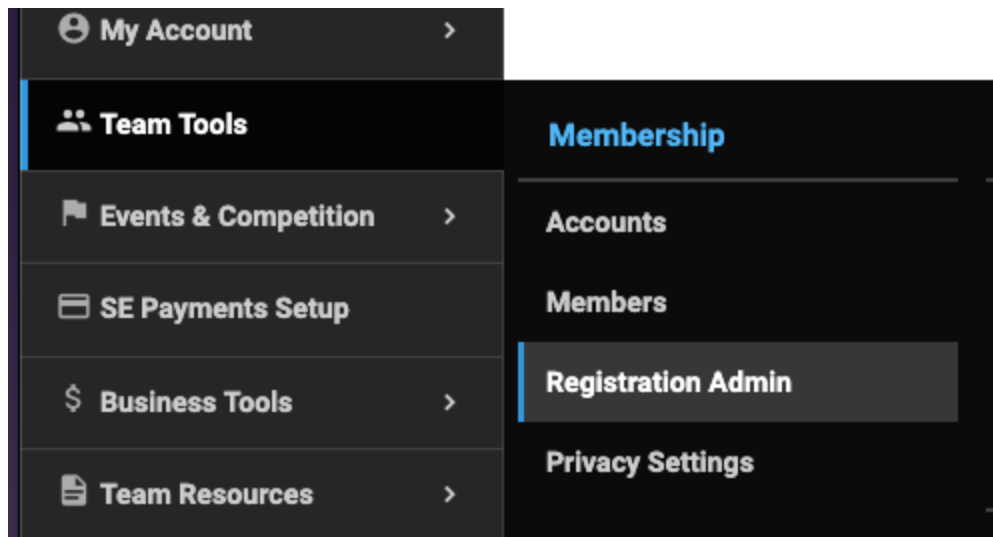 My Account
Team Tools
Events & Competition
SE Payments Setup
Business Tools
Team Resources
Membership
Accounts
Members
Registration Admin
Privacy Settings